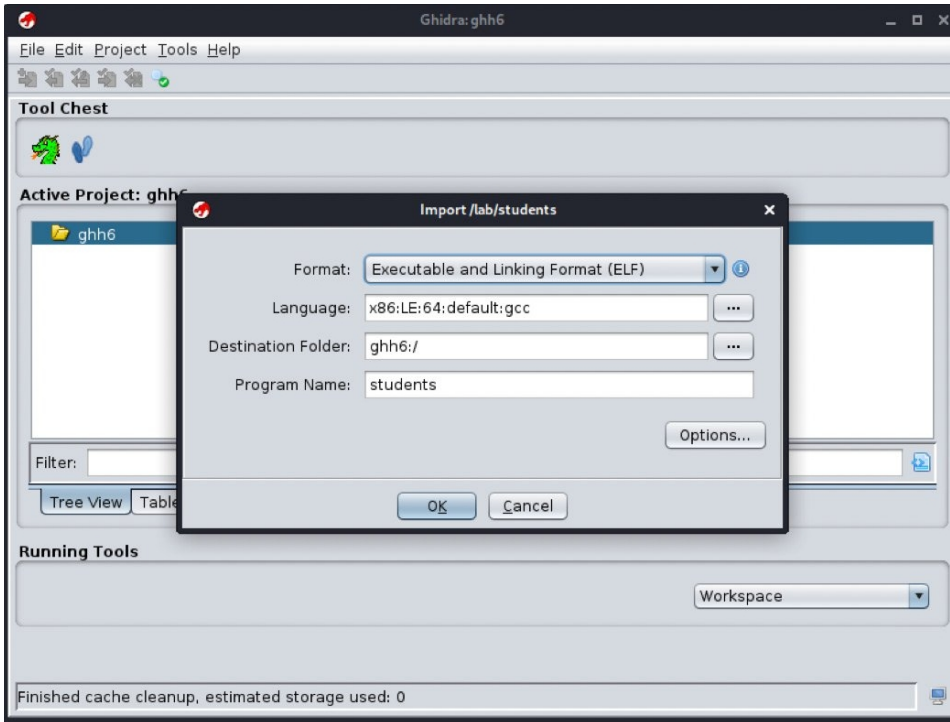 Ghidra: ghh6
File Edit Project Tools Help
Tool Chest
Active Project: ghh6
ghh6
Import /lab/students
Format: Executable and Linking Format (ELF)
Language: x86:LE:64:default:gcc ...
Destination Folder: ghh6:/ ...
Program Name: students
Options...
Filter:
Tree View Table
OK Cancel
Running Tools
Workspace
Finished cache cleanup, estimated storage used: 0